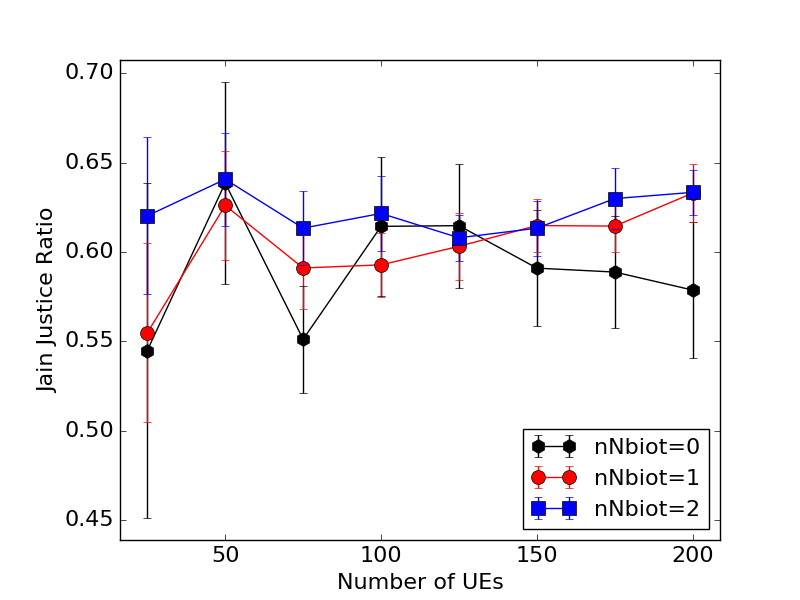 0.70
0.65
0.60
0.55
0.50
0.45
Jain Justice Ratio
50 100 150 200
Number of UEs
nNbiot=0
nNbiot=1
nNbiot=2